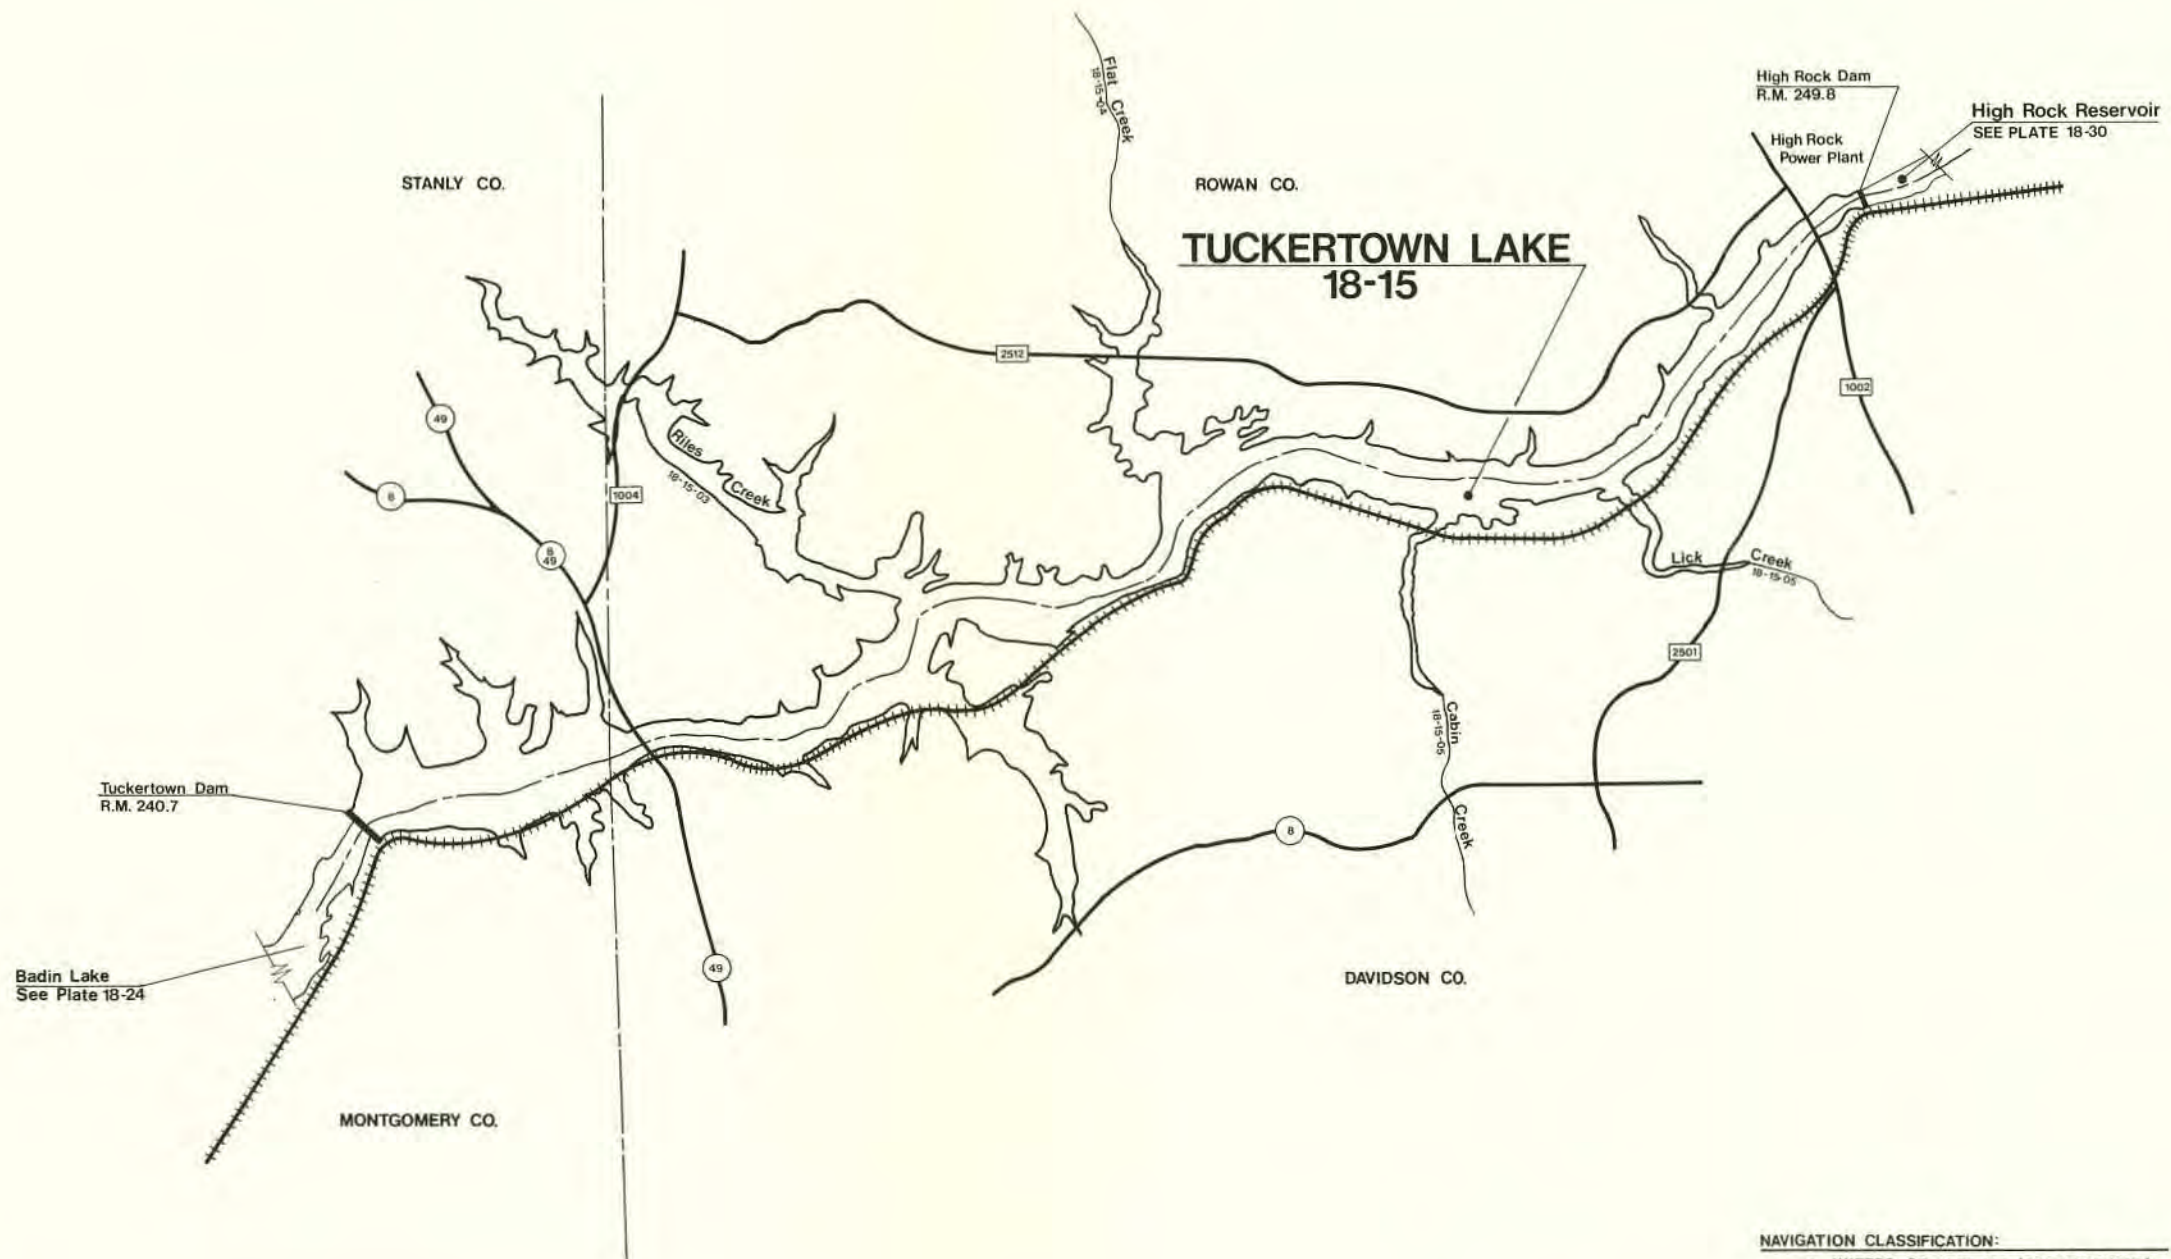 Flat Creek
18-15-04
High Rock Dam
R.M. 249.8
High Rock Reservoir
SEE PLATE 18-30
High Rock
Power Plant
STANLY CO.
ROWAN CO.
TUCKERTOWN LAKE
18-15
2512
1002
49
8
Riles Creek
18-15-03
1004
8
49
Lick Creek
18-15-05
2501
Cabin Creek
18-15-05
Tuckertown Dam
R.M. 240.7
8
49
Badin Lake
See Plate 18-24
DAVIDSON CO.
MONTGOMERY CO.
NAVIGATION CLASSIFICATION: